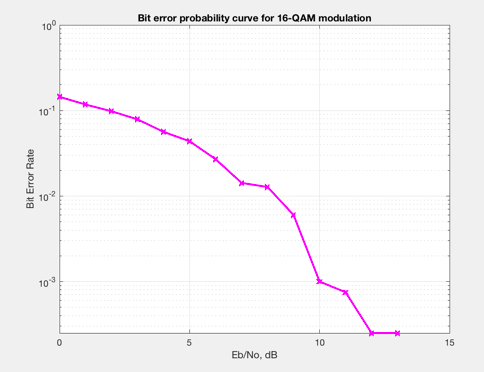 Bit error probability curve for 16-QAM modulation
10^0
10^-1
10^-2
10^-3
Bit Error Rate
0 5 10 15
Eb/No, dB